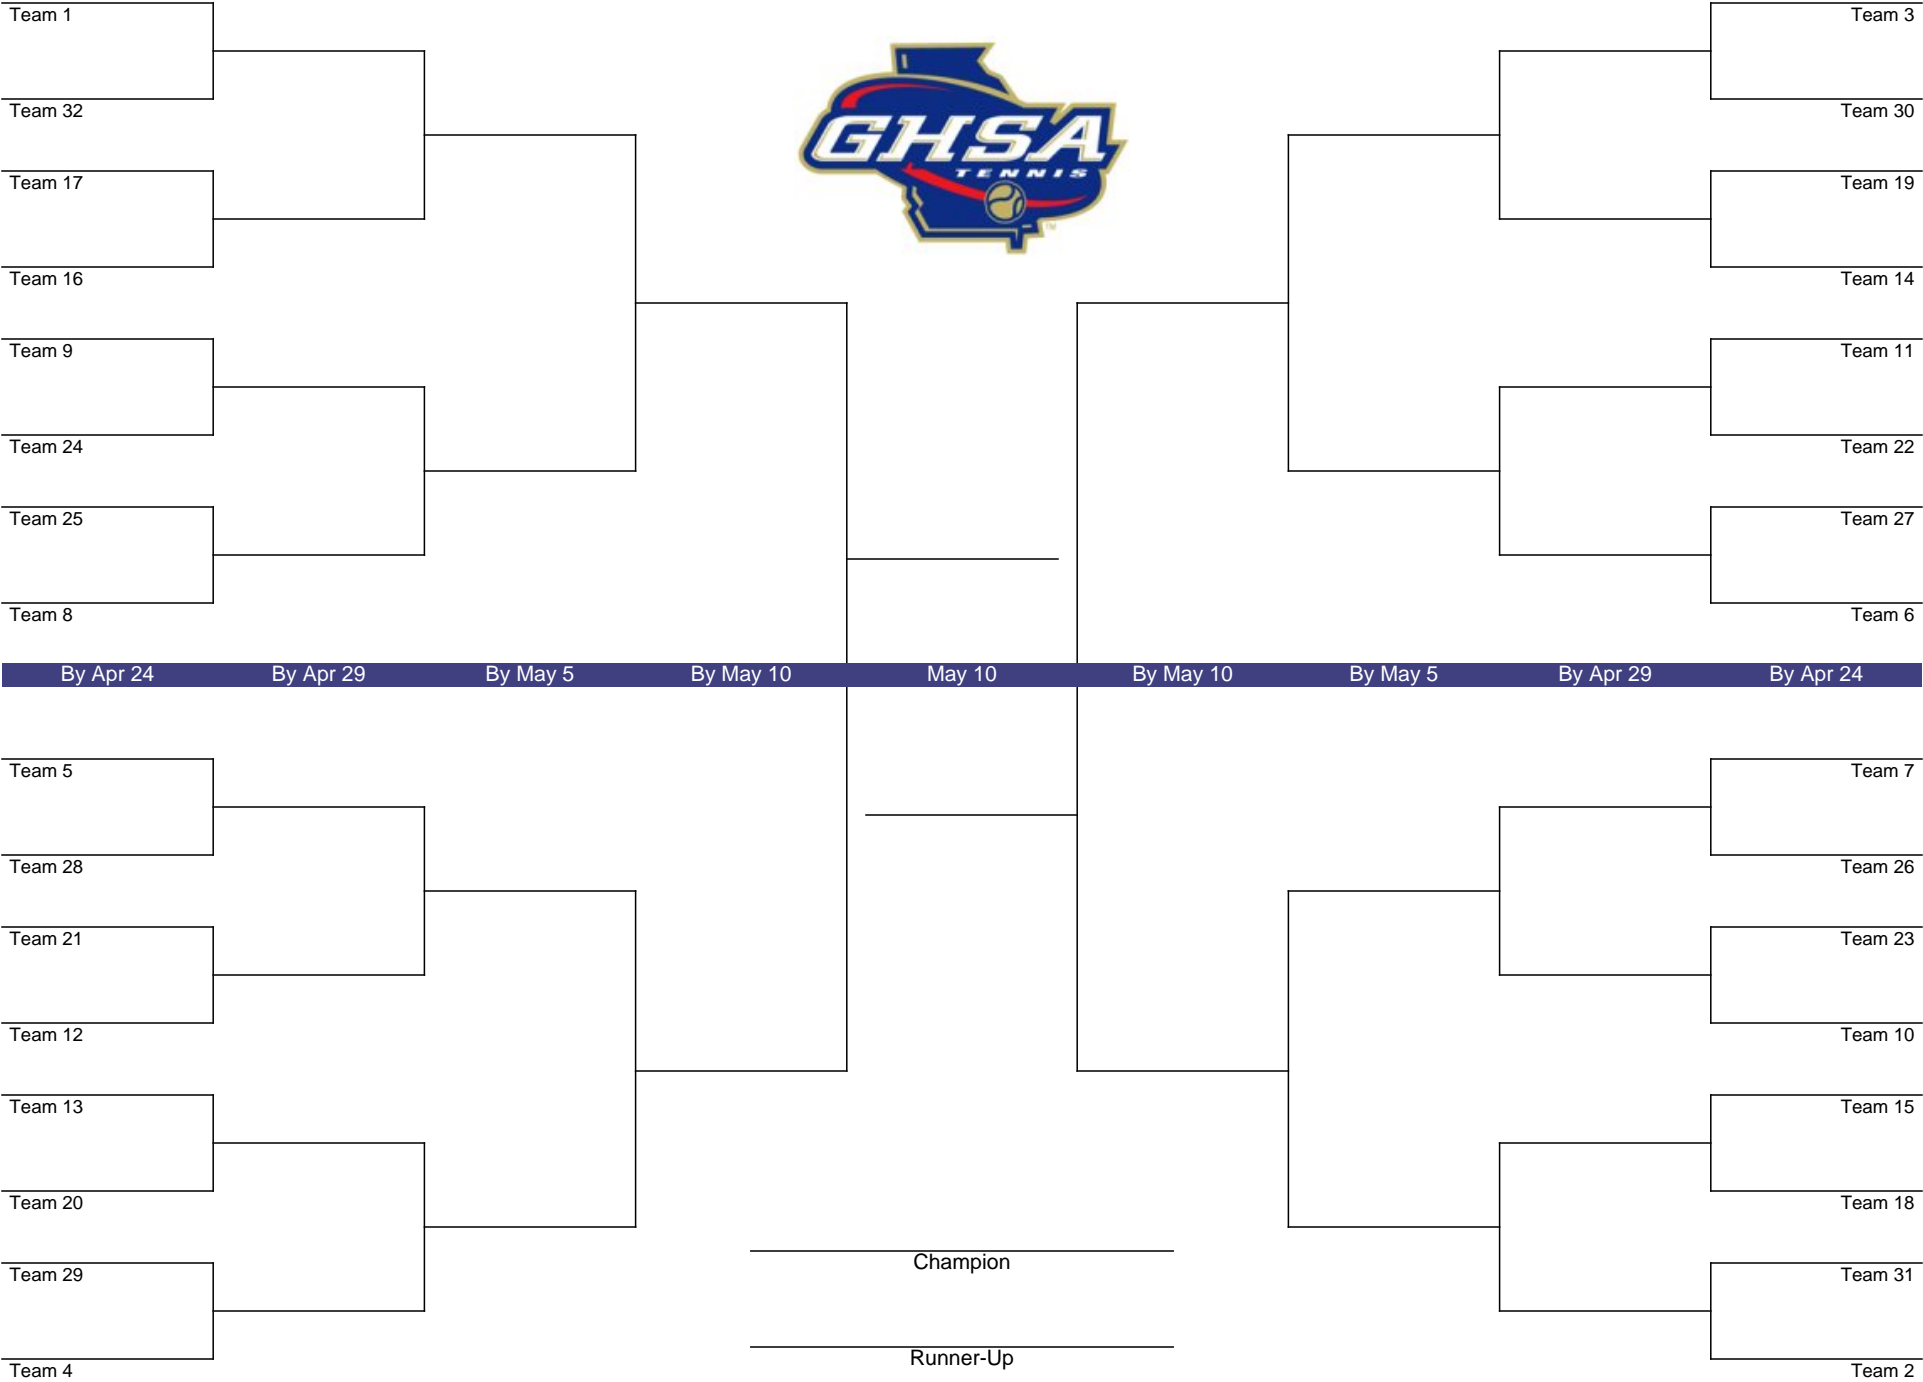 Team 1
Team 3
Team 32
Team 30
GHSA
TENNIS
TM
Team 17
Team 19
Team 16
Team 14
Team 9
Team 11
Team 24
Team 22
Team 25
Team 27
Team 8
Team 6
By Apr 24 By Apr 29 By May 5 By May 10 May 10 By May 10 By May 5 By Apr 29 By Apr 24
Team 5
Team 7
Team 28
Team 26
Team 21
Team 23
Team 12
Team 10
Team 13
Team 15
Team 20
Team 18
Champion
Team 29
Team 31
Runner-Up
Team 4
Team 2